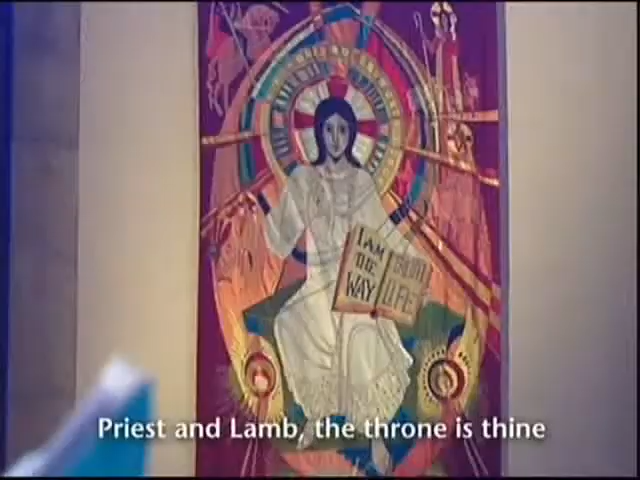 I AM
THE
WAY
TRUTH
LIFE
Priest and Lamb, the throne is thine